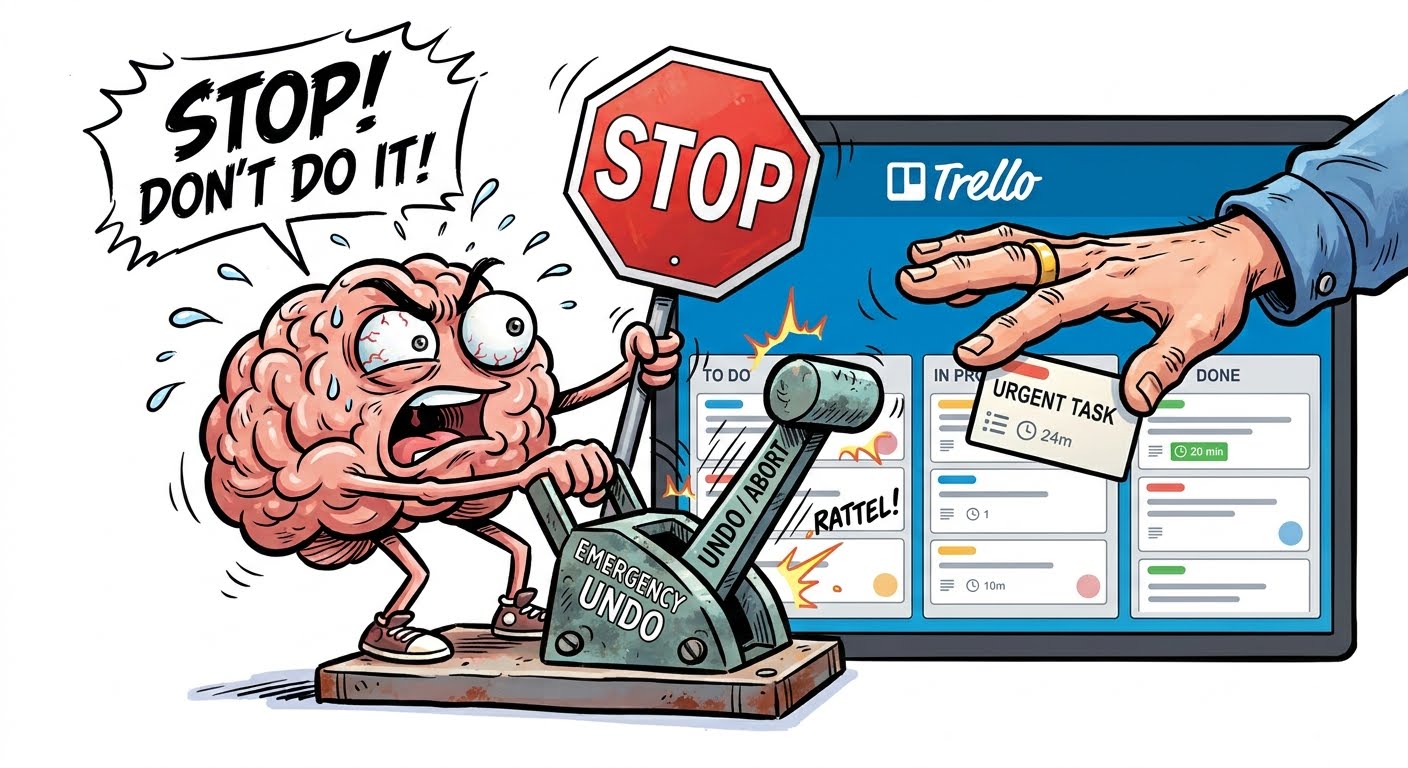 STOP!
DON'T DO IT!
STOP
Trello
TO DO
IN PRO
DONE
URGENT TASK
24m
20 min
1
10m
UNDO / ABORT
RATTEL!
EMERGENCY
UNDO